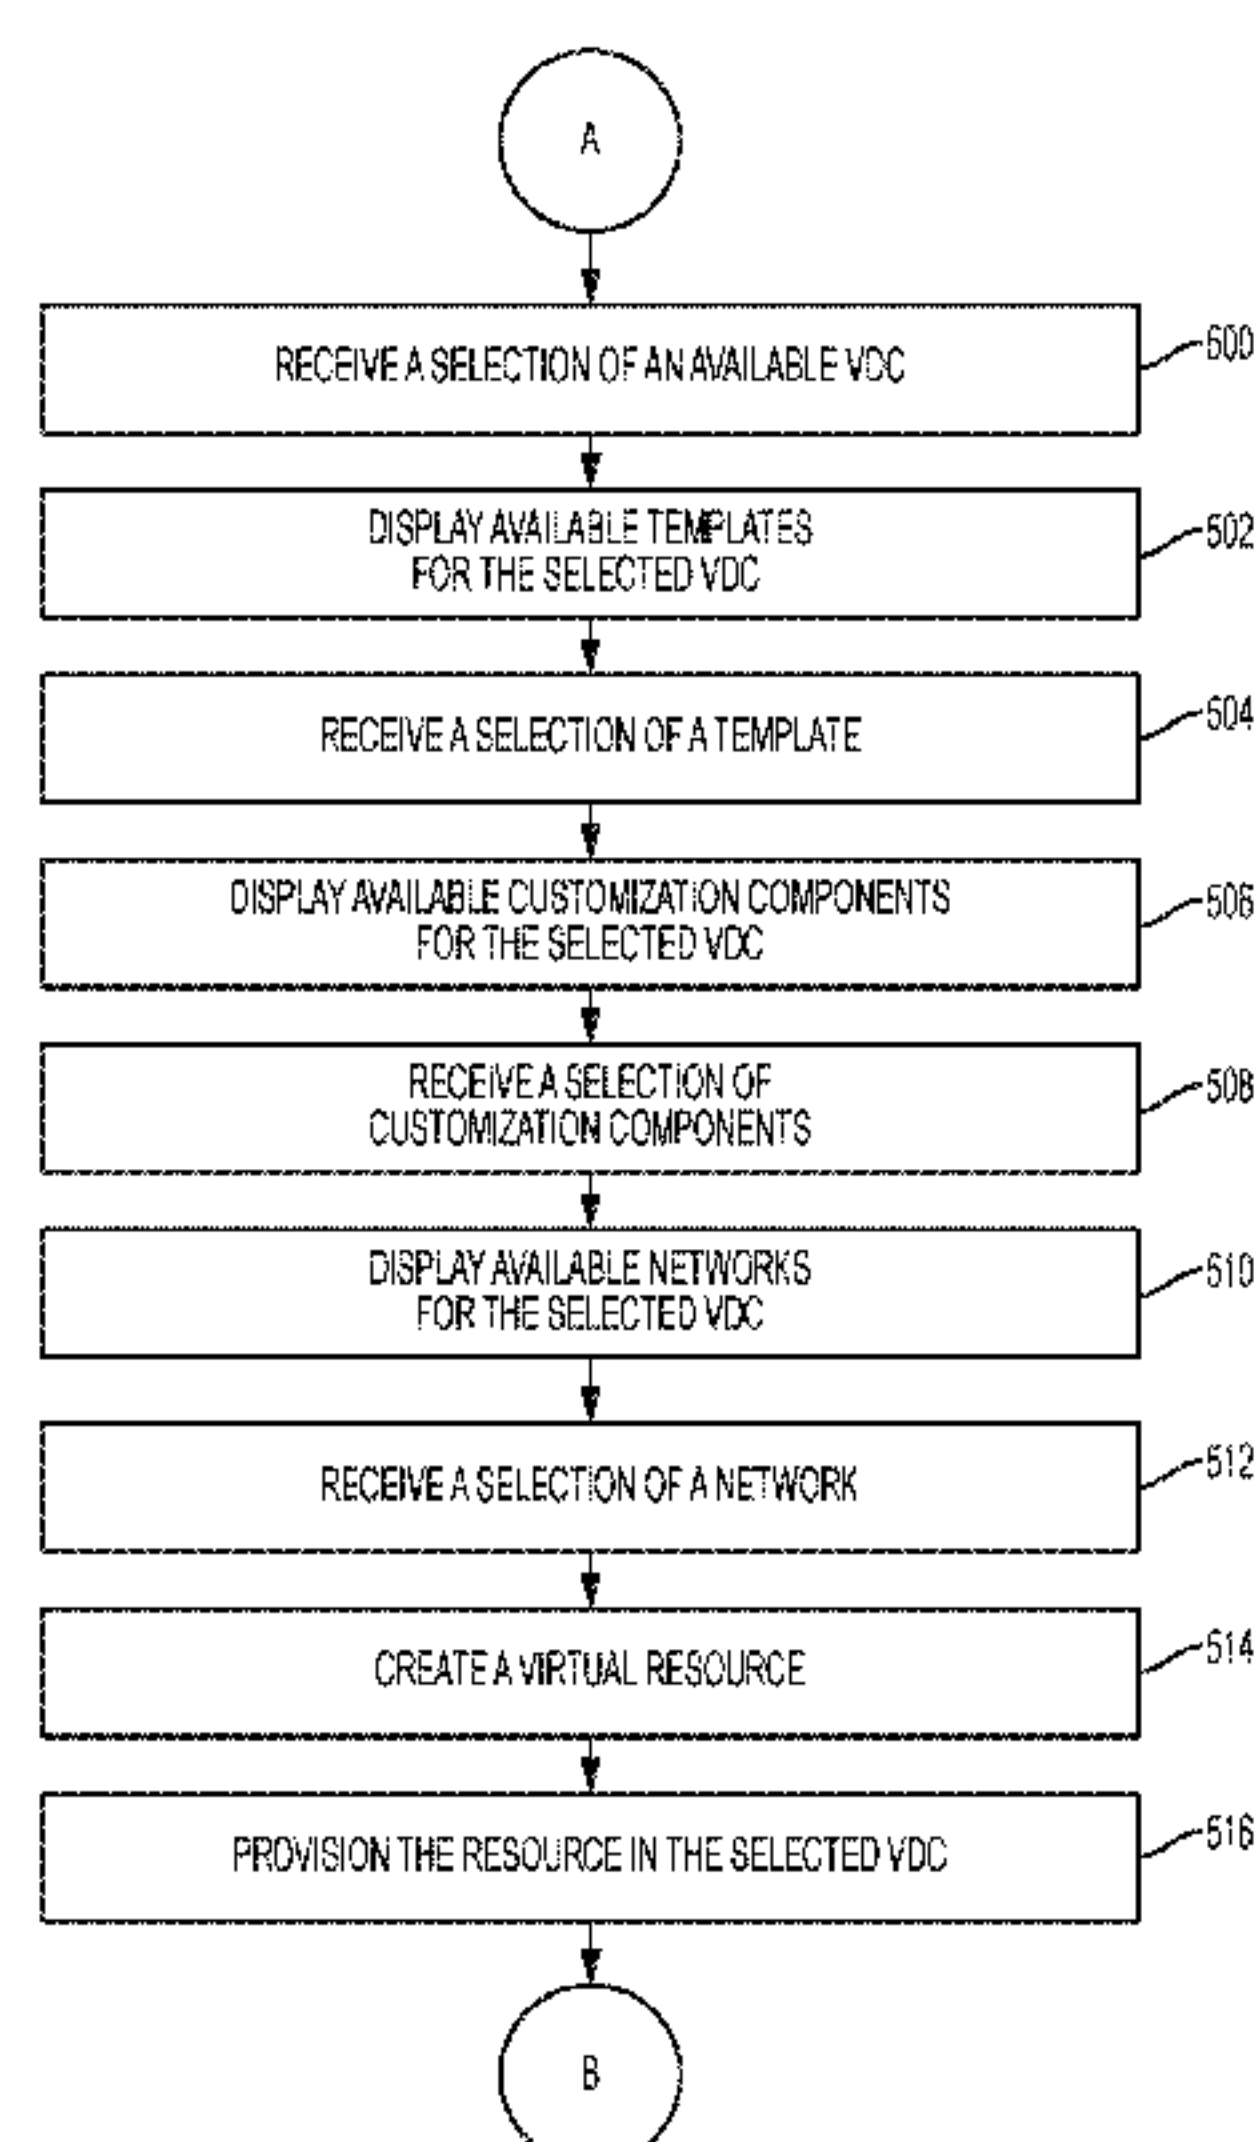 A
RECEIVE A SELECTION OF AN AVAILABLE VDC
500
DISPLAY AVAILABLE TEMPLATES
FOR THE SELECTED VDC
502
RECEIVE A SELECTION OF A TEMPLATE
504
DISPLAY AVAILABLE CUSTOMIZATION COMPONENTS
FOR THE SELECTED VDC
506
RECEIVE A SELECTION OF
CUSTOMIZATION COMPONENTS
508
DISPLAY AVAILABLE NETWORKS
FOR THE SELECTED VDC
510
RECEIVE A SELECTION OF A NETWORK
512
CREATE A VIRTUAL RESOURCE
514
PROVISION THE RESOURCE IN THE SELECTED VDC
516
B